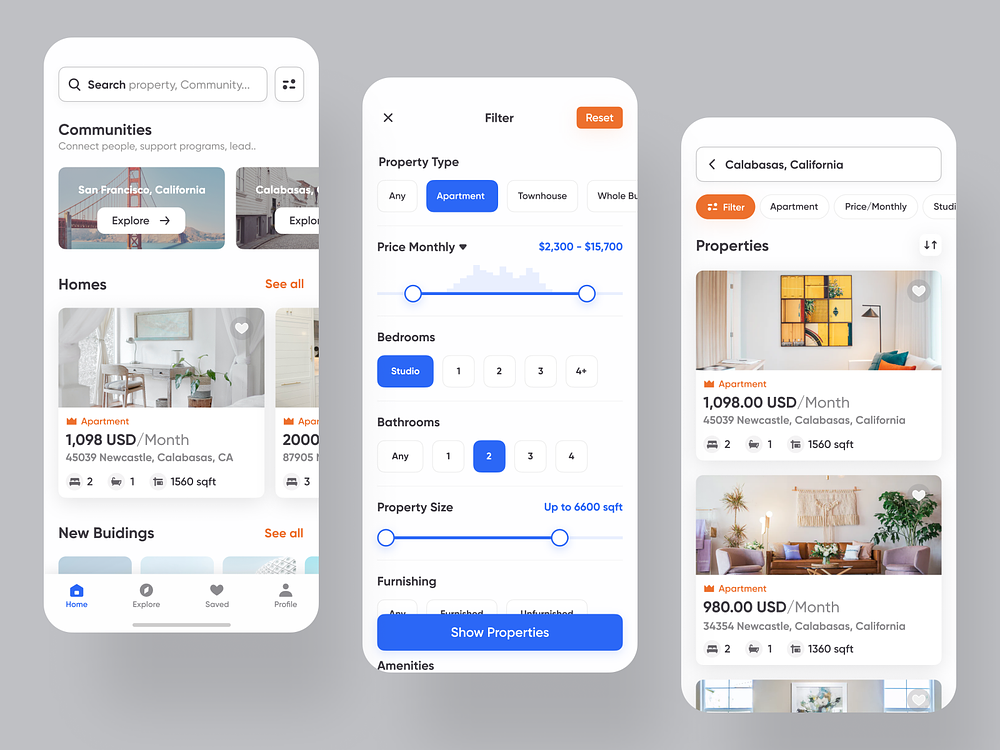 Search property, Community...
Communities
Connect people, support programs, lead..
San Francisco, California
Explore
Calabasas,
Homes
See all
Apartment
1,098 USD/Month
45039 Newcastle, Calabasas, CA
2
1
1560 sqft
2000
87905
3
New Buidings
See all
Home
Explore
Saved
Profile
Filter
Reset
Property Type
Any
Apartment
Townhouse
Whole Bu
Price Monthly
$2,300 - $15,700
Bedrooms
Studio
1
2
3
4+
Bathrooms
Any
1
2
3
4
Property Size
Up to 6600 sqft
Furnishing
Any
Furnished
Unfurnished
Show Properties
Amenities
Calabasas, California
Filter
Apartment
Price/Monthly
Studi
Properties
Apartment
1,098.00 USD/Month
45039 Newcastle, Calabasas, California
2
1
1560 sqft
Apartment
980.00 USD/Month
34354 Newcastle, Calabasas, California
2
1
1360 sqft